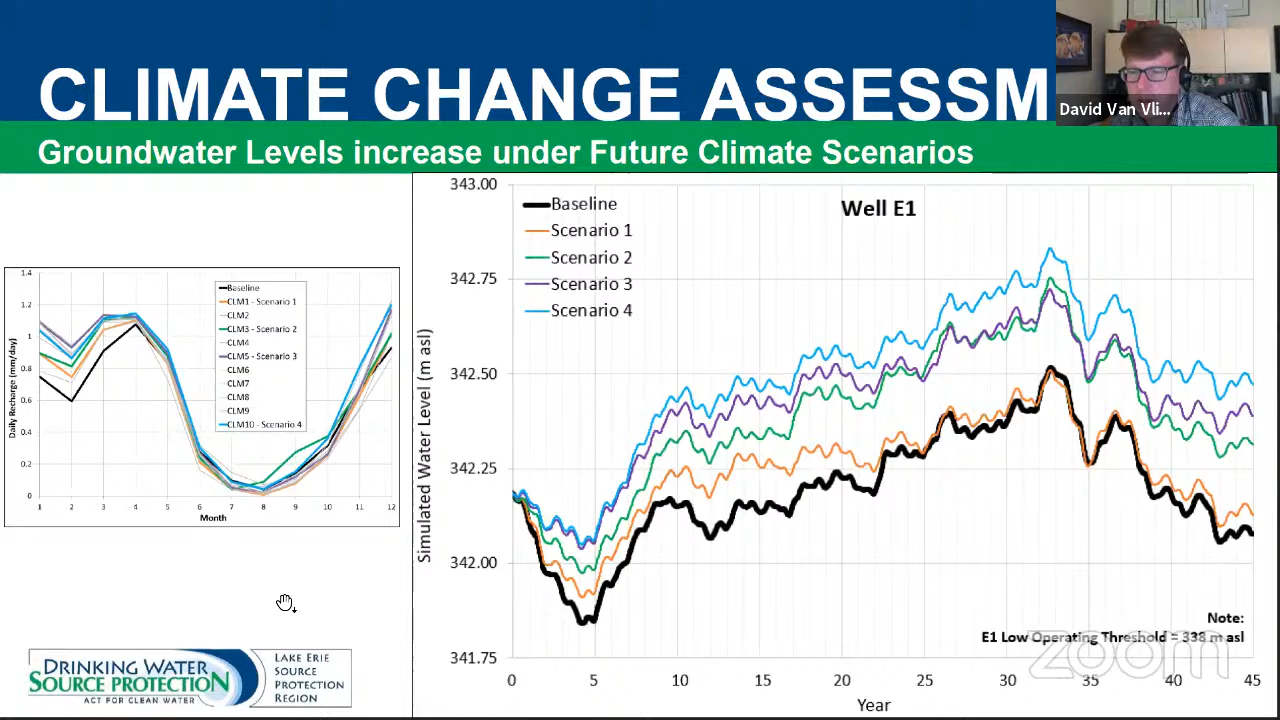 CLIMATE CHANGE ASSESSM
David Van Vli...
Groundwater Levels increase under Future Climate Scenarios
1.4
1.2
1
0.8
0.6
0.4
0.2
0
Daily Recharge (mm/day)
Baseline
CLM1 - Scenario 1
CLM2
CLM3 - Scenario 2
CLM4
CLM5 - Scenario 3
CLM6
CLM7
CLM8
CLM9
CLM10 - Scenario 4
1 2 3 4 5 6 7 8 9 10 11 12
Month
Well E1
Baseline
Scenario 1
Scenario 2
Scenario 3
Scenario 4
343.00
342.75
342.50
342.25
342.00
341.75
Simulated Water Level (m asl)
Note:
E1 Low Operating Threshold = 338 m asl
0 5 10 15 20 25 30 35 40 45
Year
zoom
DRINKING WATER
SOURCE PROTECTION
ACT FOR CLEAN WATER
LAKE ERIE
SOURCE
PROTECTION
REGION